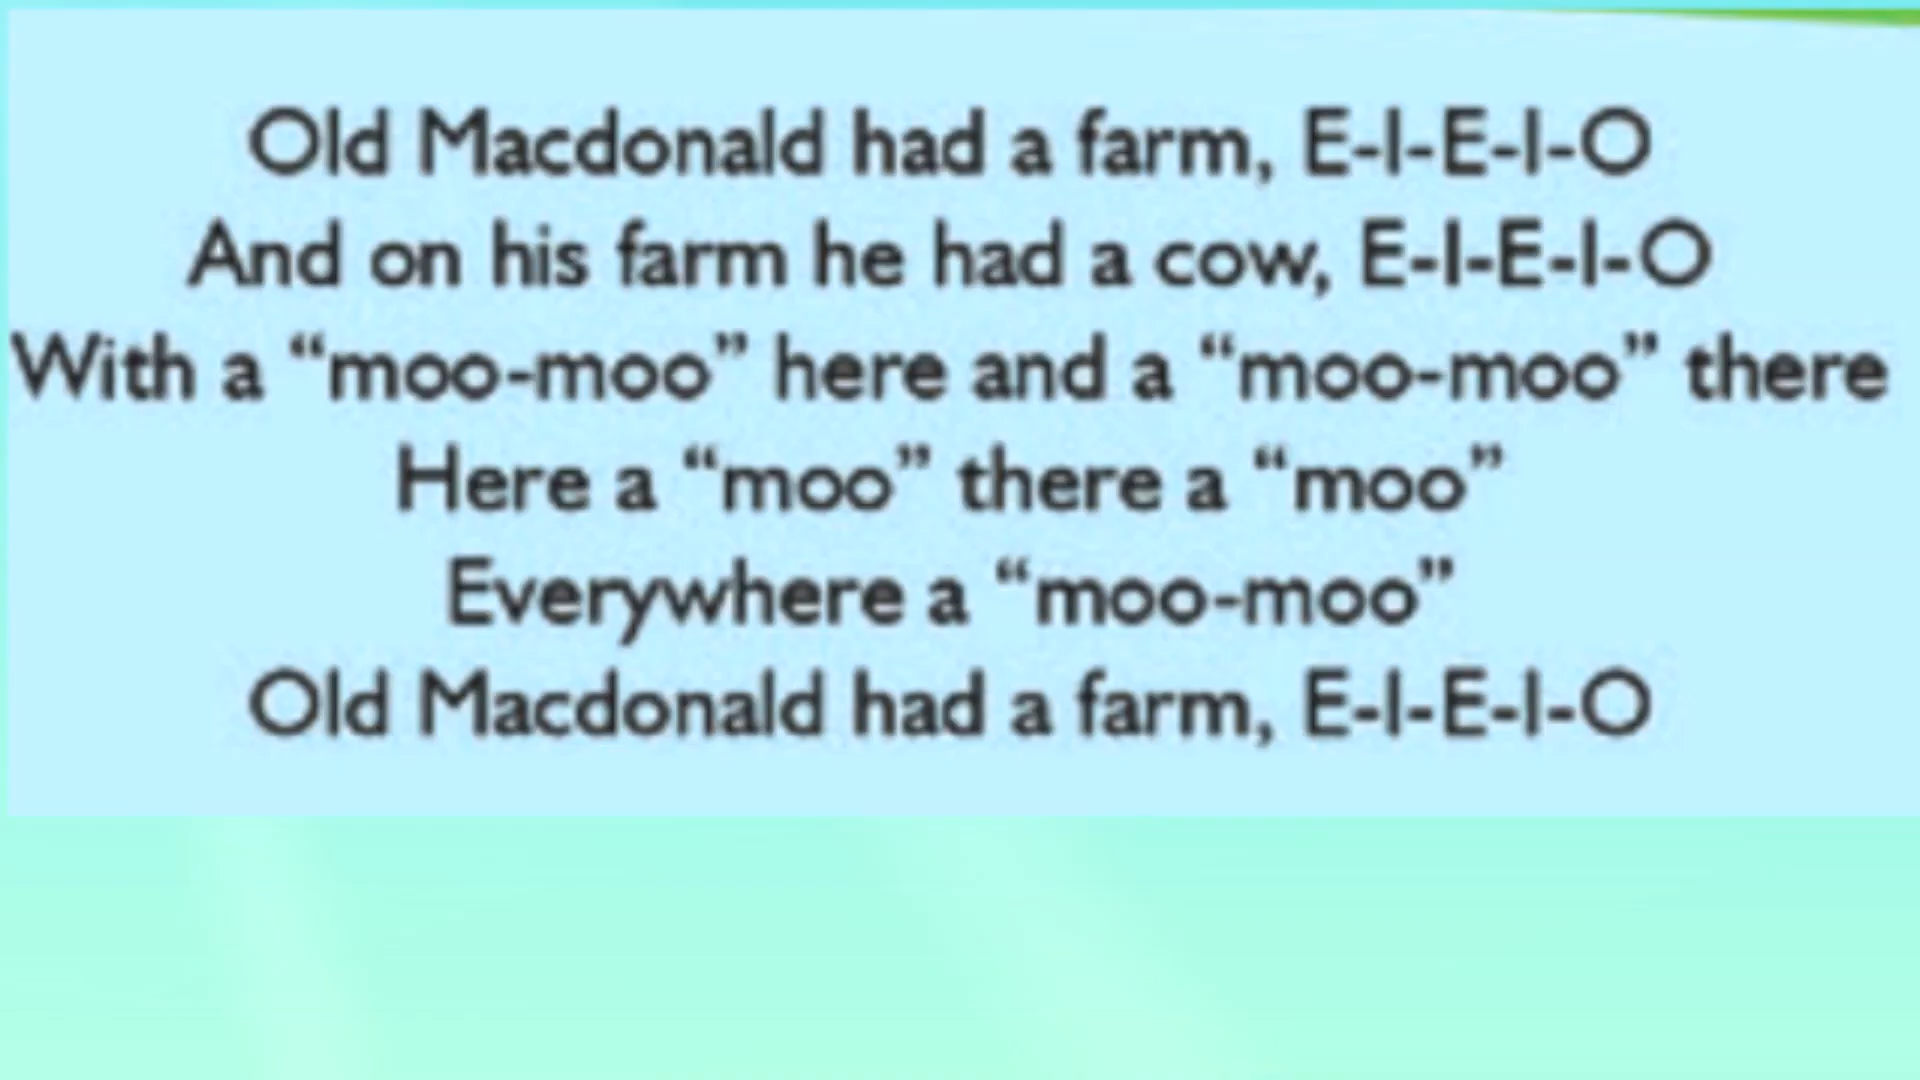 Old Macdonald had a farm, E-I-E-I-O
And on his farm he had a cow, E-I-E-I-O
With a “moo-moo” here and a “moo-moo” there
Here a “moo” there a “moo”
Everywhere a “moo-moo”
Old Macdonald had a farm, E-I-E-I-O